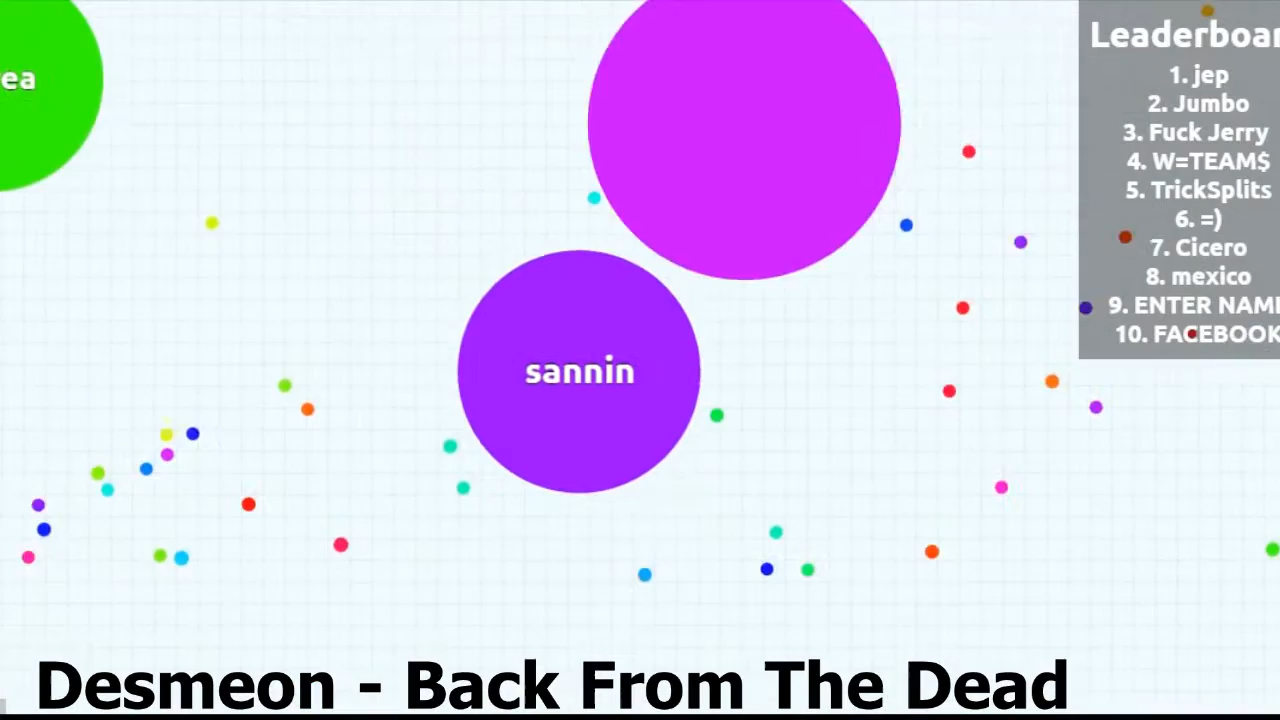 ea
Leaderboar
1. jep
2. Jumbo
3. Fuck Jerry
4. W=TEAM$
5. TrickSplits
6. =)
7. Cicero
8. mexico
9. ENTER NAM
10. FACEBOOK
sannin
Desmeon - Back From The Dead